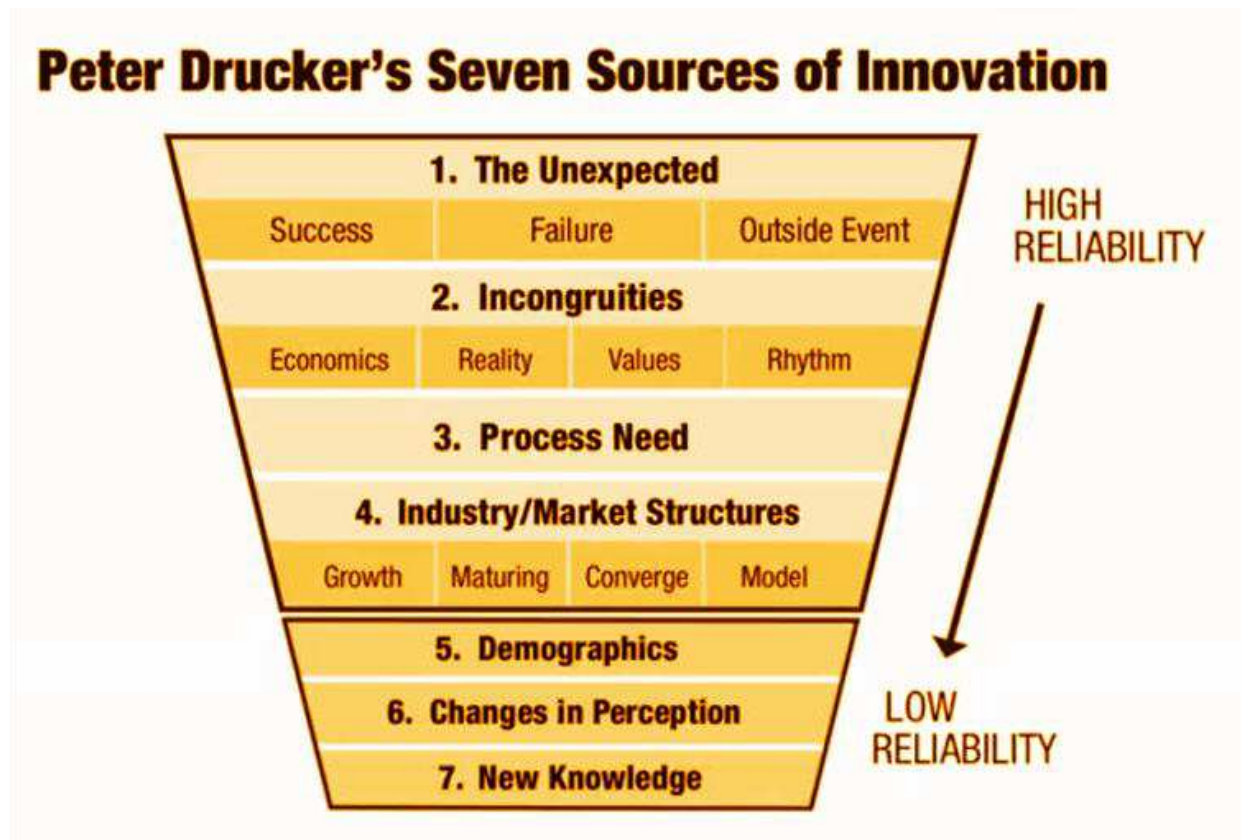 Peter Drucker's Seven Sources of Innovation
1. The Unexpected
Success Failure Outside Event
2. Incongruities
Economics Reality Values Rhythm
3. Process Need
4. Industry/Market Structures
Growth Maturing Converge Model
5. Demographics
6. Changes in Perception
7. New Knowledge
HIGH
RELIABILITY
LOW
RELIABILITY